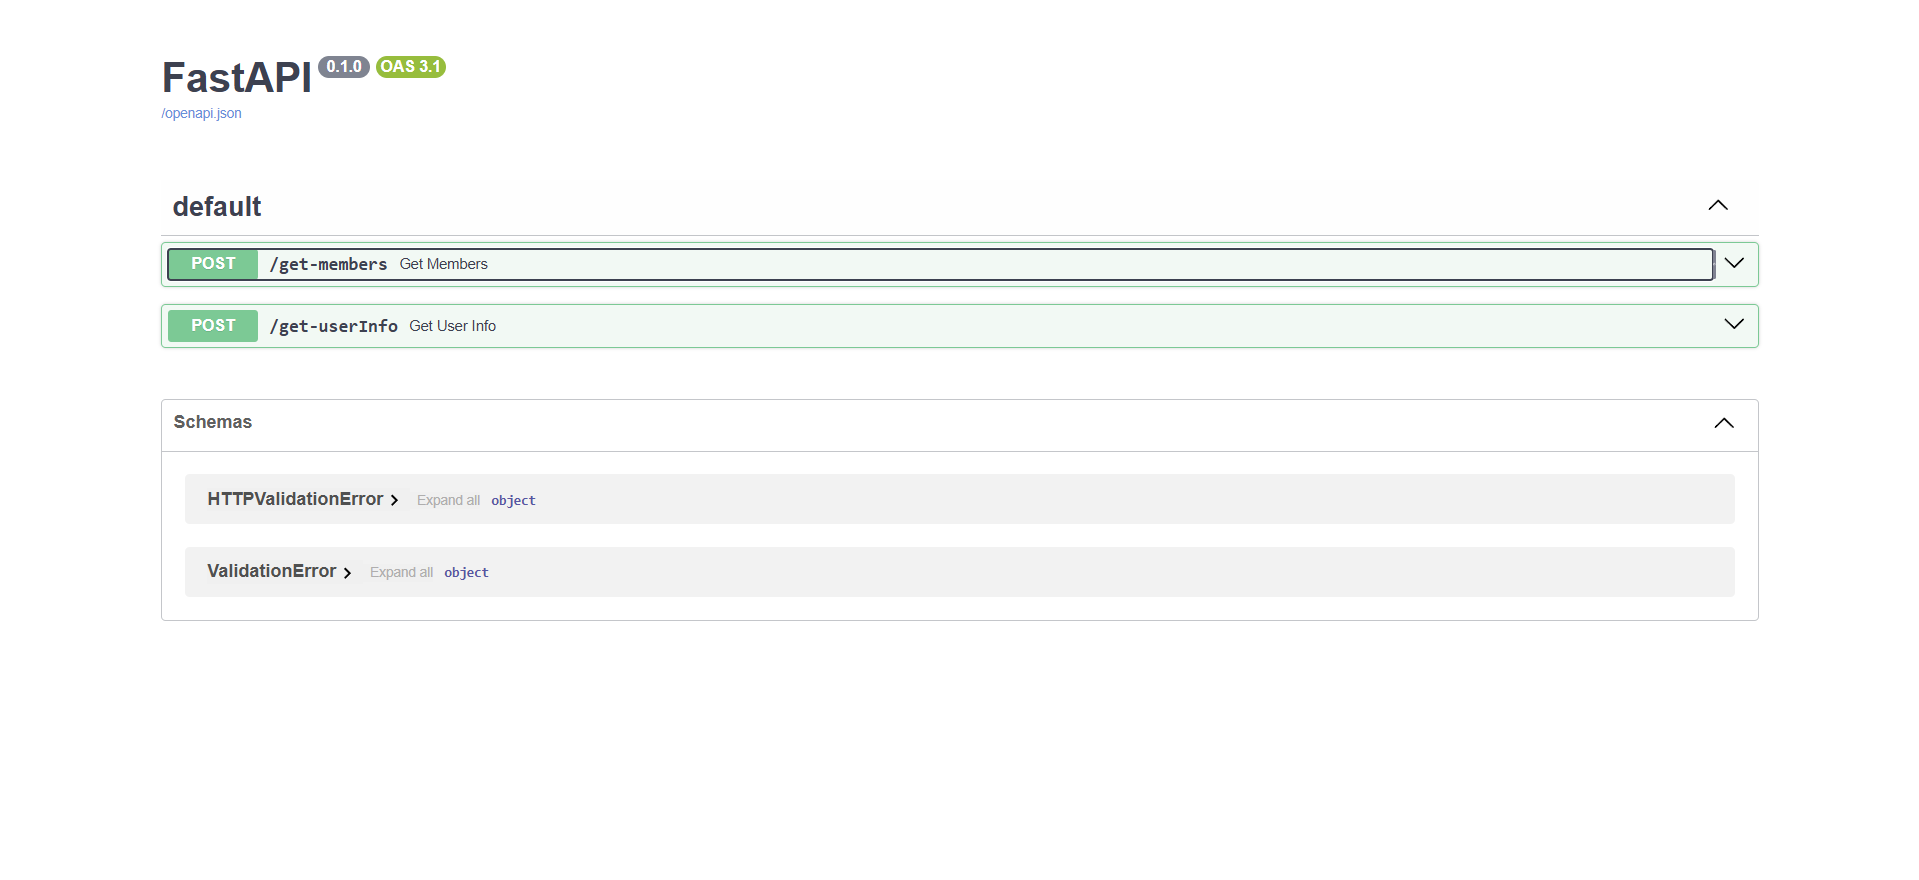 FastAPI 0.1.0 OAS 3.1
/openapi.json
default
POST /get-members Get Members
POST /get-userInfo Get User Info
Schemas
HTTPValidationError Expand all object
ValidationError Expand all object